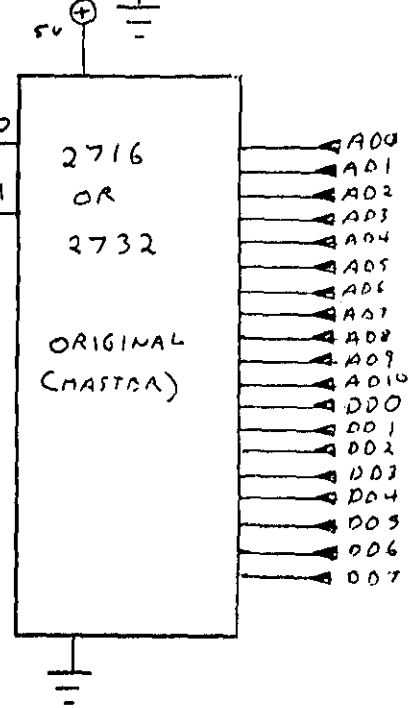 5V
2716
OR
2732
ORIGINAL
(MASTER)
AD0
AD1
AD2
AD3
AD4
AD5
AD6
AD7
AD8
AD9
AD10
DD0
DD1
DD2
DD3
DD4
DD5
DD6
DD7